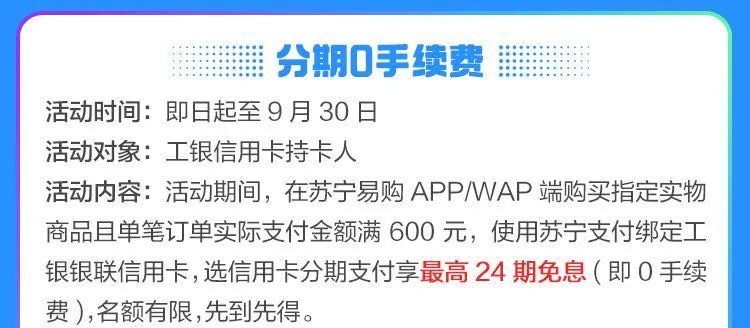 分期0手续费
活动时间：即日起至 9 月 30 日
活动对象：工银信用卡持卡人
活动内容：活动期间，在苏宁易购 APP/WAP 端购买指定实物
商品且单笔订单实际支付金额满 600 元，使用苏宁支付绑定工
银银联信用卡，选信用卡分期支付享最高 24 期免息（即 0 手续
费），名额有限，先到先得。